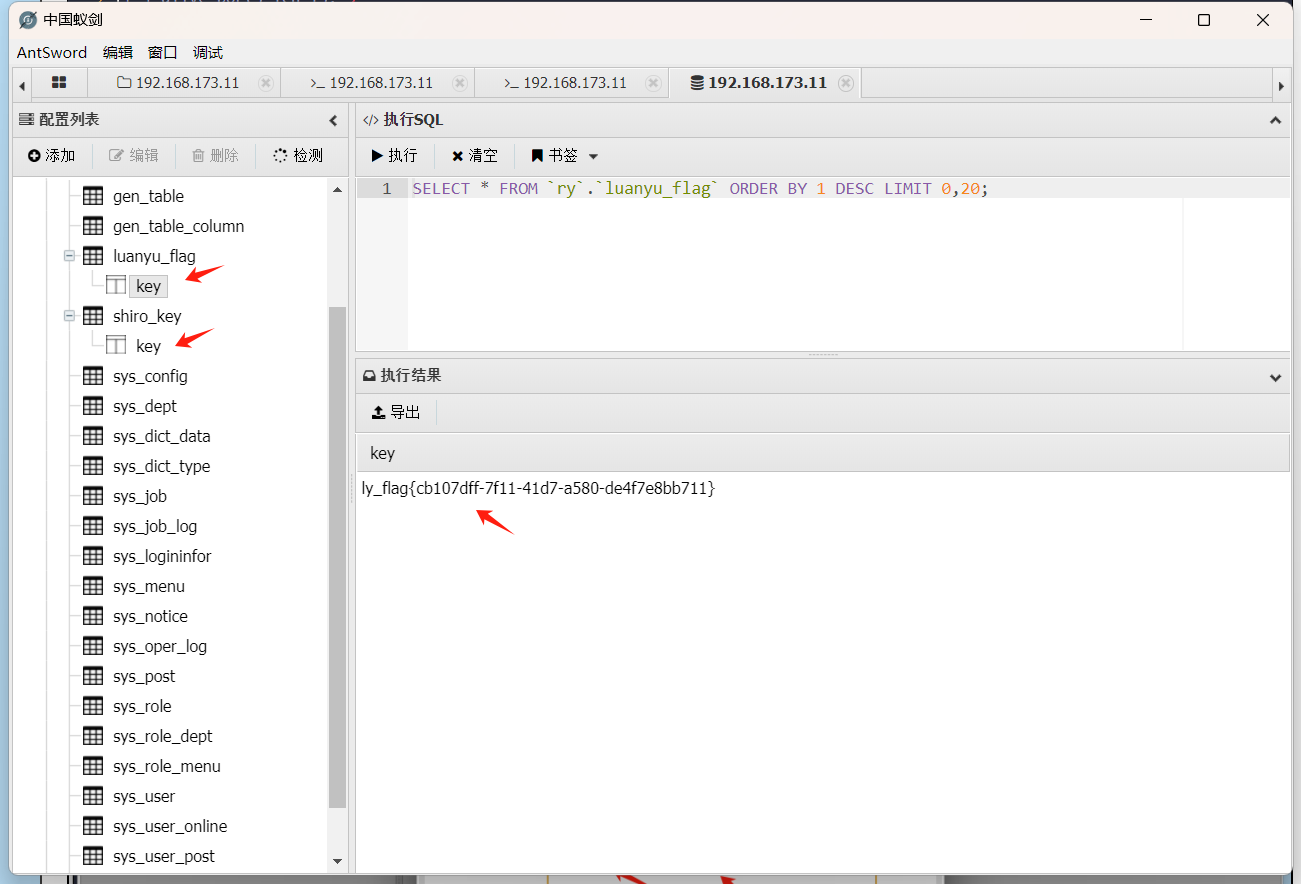 中国蚁剑
AntSword 编辑 窗口 调试
192.168.173.11 >_ 192.168.173.11 >_ 192.168.173.11 192.168.173.11
配置列表
添加 编辑 删除 检测
gen_table
gen_table_column
luanyu_flag
key
shiro_key
key
sys_config
sys_dept
sys_dict_data
sys_dict_type
sys_job
sys_job_log
sys_logininfor
sys_menu
sys_notice
sys_oper_log
sys_post
sys_role
sys_role_dept
sys_role_menu
sys_user
sys_user_online
sys_user_post
</> 执行SQL
执行 清空 书签
1 SELECT * FROM `ry`.`luanyu_flag` ORDER BY 1 DESC LIMIT 0,20;
执行结果
导出
key
ly_flag{cb107dff-7f11-41d7-a580-de4f7e8bb711}